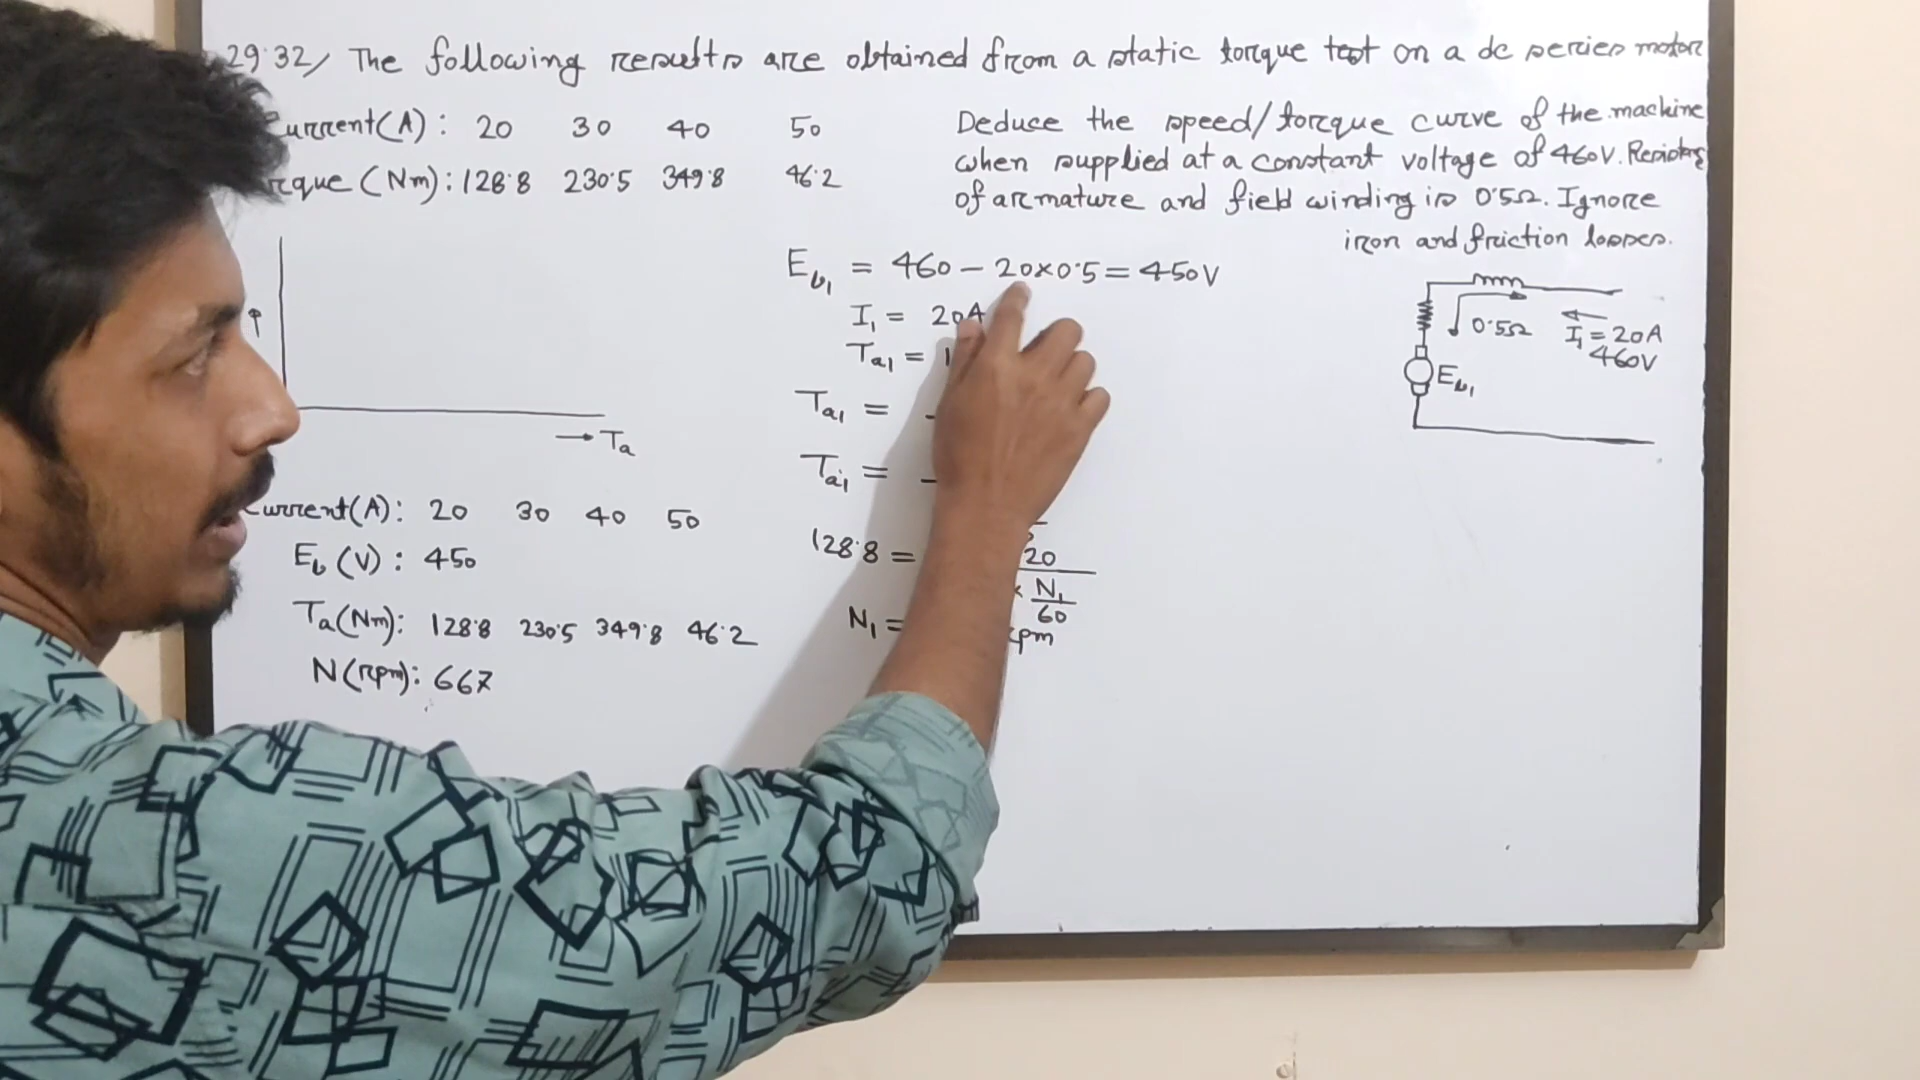 29.32, The following results are obtained from a static torque test on a dc series motor
urrent(A): 20 30 40 50
rque (Nm): 128.8 230.5 349.8 46.2
Deduce the speed/torque curve of the machine
when supplied at a constant voltage of 460V.
of armature and field winding is 0.5Ω. Ignore
iron and friction losses.
Eb1 = 460 - 20×0.5 = 450V
I1 = 20A
Ta1 =
Ta1 =
Ta1 =
128.8 = 20
× N1
60
N1 = rpm
0.5Ω
I1 = 20A
460V
Eb1
→ Ta
urrent(A): 20 30 40 50
Eb (V): 450
Ta(Nm): 128.8 230.5 349.8 46.2
N(rpm): 667